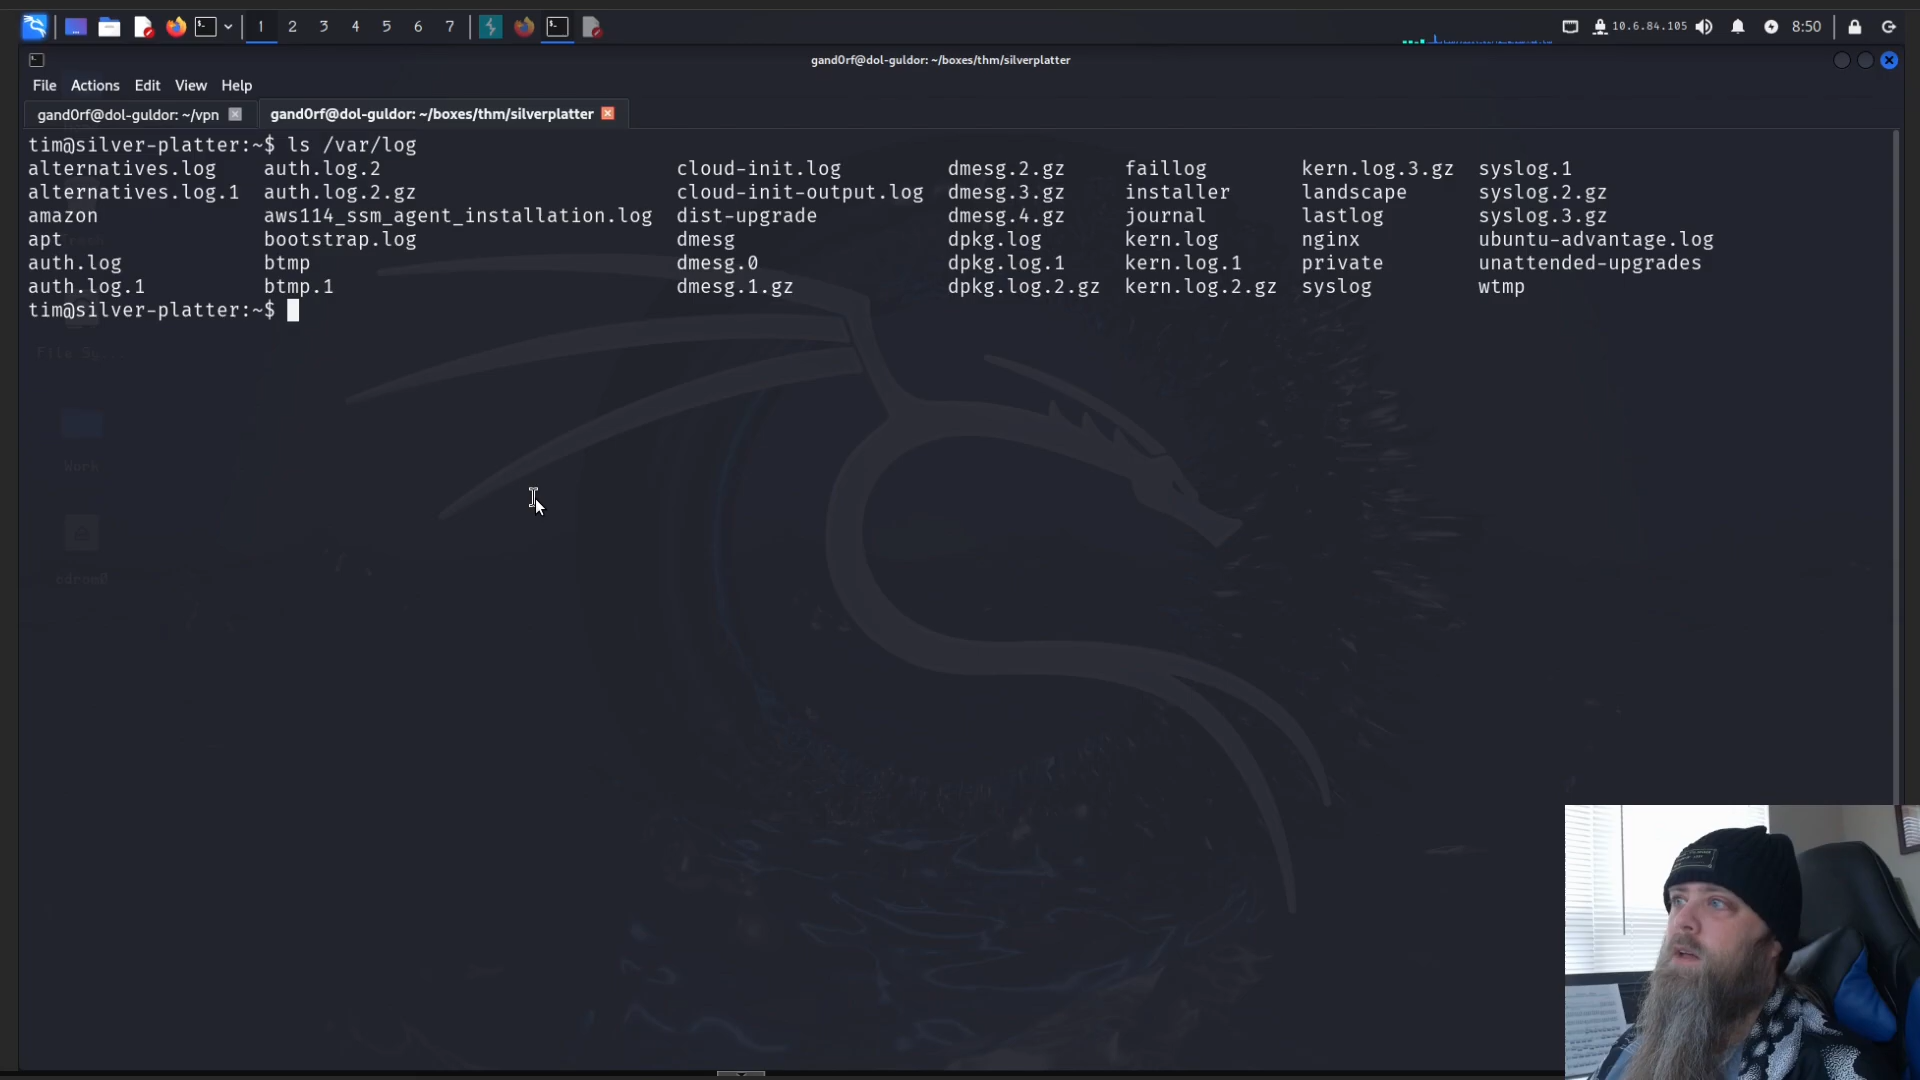 1 2 3 4 5 6 7 10.6.84.105 8:50
gand0rf@dol-guldor: ~/boxes/thm/silverplatter
File Actions Edit View Help
gand0rf@dol-guldor: ~/vpn gand0rf@dol-guldor: ~/boxes/thm/silverplatter
tim@silver-platter:~$ ls /var/log
alternatives.log auth.log.2 cloud-init.log dmesg.2.gz faillog kern.log.3.gz syslog.1
alternatives.log.1 auth.log.2.gz cloud-init-output.log dmesg.3.gz installer landscape syslog.2.gz
amazon aws114_ssm_agent_installation.log dist-upgrade dmesg.4.gz journal lastlog syslog.3.gz
apt bootstrap.log dmesg dpkg.log kern.log nginx ubuntu-advantage.log
auth.log btmp dmesg.0 dpkg.log.1 kern.log.1 private unattended-upgrades
auth.log.1 btmp.1 dmesg.1.gz dpkg.log.2.gz kern.log.2.gz syslog wtmp
tim@silver-platter:~$
File Sy...
Work